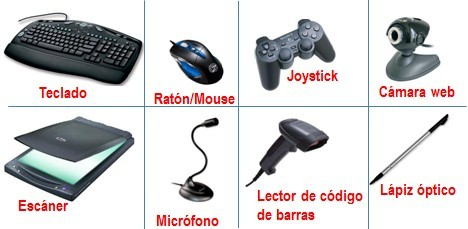 Teclado
Ratón/Mouse
Joystick
Cámara web
Escáner
Micrófono
Lector de código
de barras
Lápiz óptico